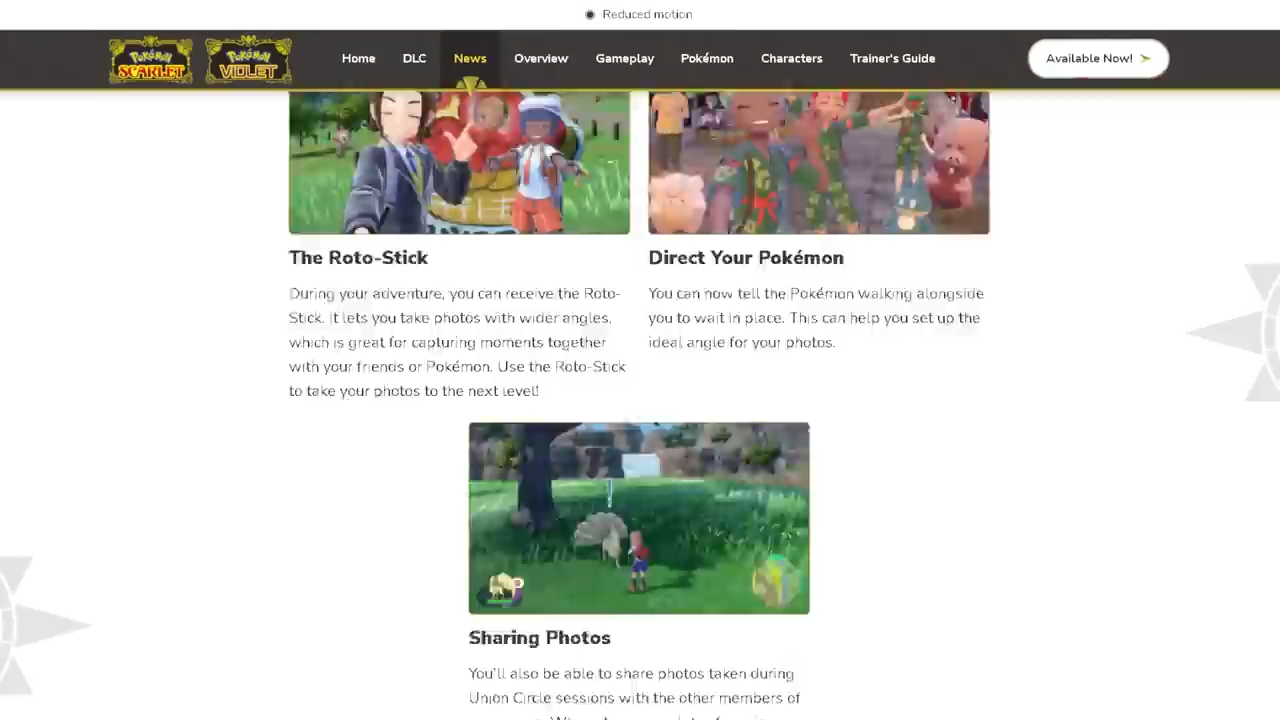 Reduced motion
Pokémon SCARLET
Pokémon VIOLET
Home
DLC
News
Overview
Gameplay
Pokémon
Characters
Trainer's Guide
Available Now!
The Roto-Stick
During your adventure, you can receive the Roto-
Stick. It lets you take photos with wider angles,
which is great for capturing moments together
with your friends or Pokémon. Use the Roto-Stick
to take your photos to the next level!
Direct Your Pokémon
You can now tell the Pokémon walking alongside
you to wait in place. This can help you set up the
ideal angle for your photos.
Sharing Photos
You'll also be able to share photos taken during
Union Circle sessions with the other members of